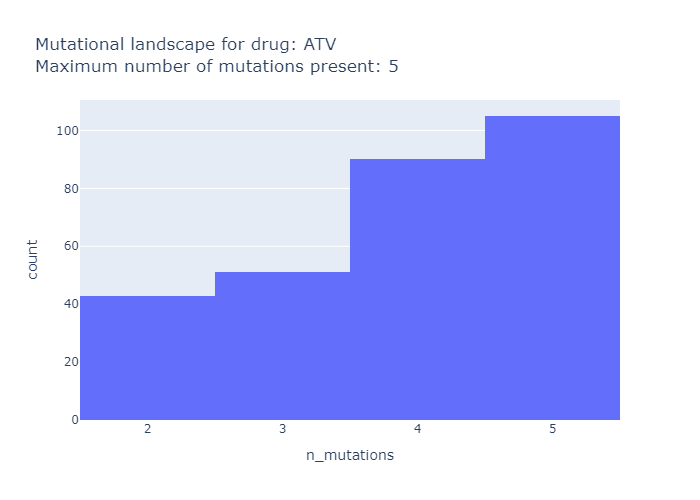 Mutational landscape for drug: ATV
Maximum number of mutations present: 5
100
80
60
40
20
0
count
2 3 4 5
n_mutations